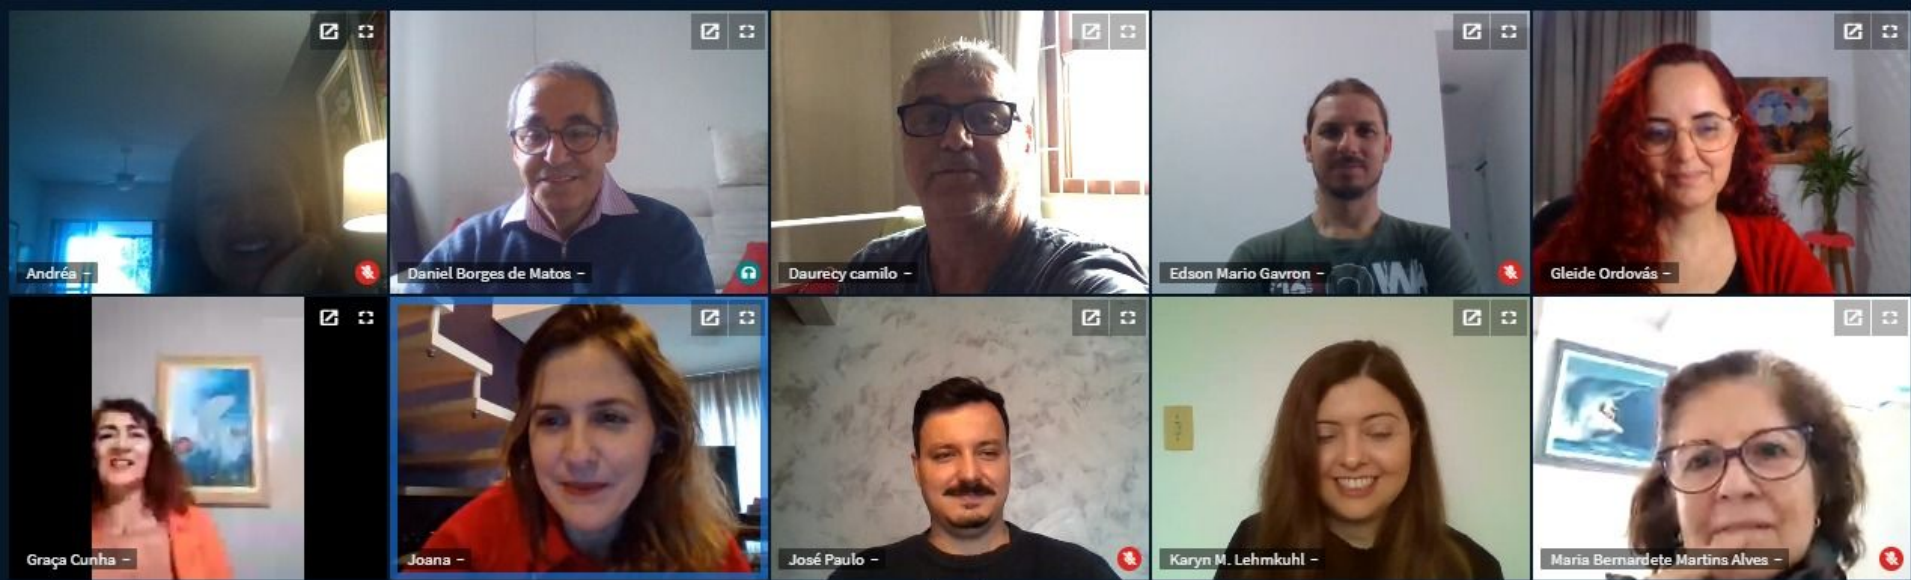 Andréa –
Daniel Borges de Matos –
Daurecy camilo –
Edson Mario Gavron –
Gleide Ordovás –
Graça Cunha –
Joana –
José Paulo –
Karyn M. Lehmkuhl –
Maria Bernardete Martins Alves –